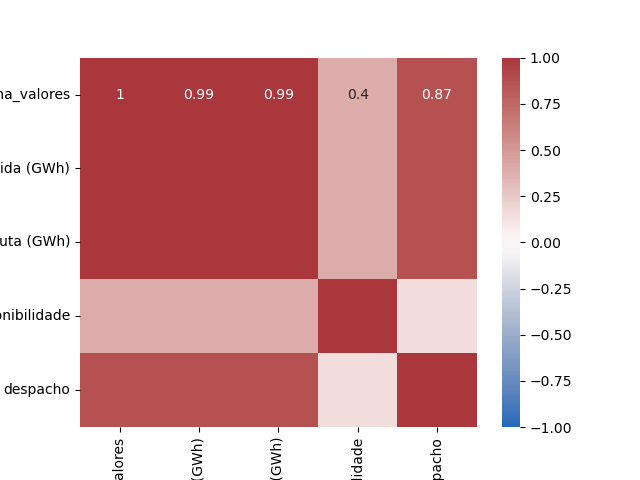 na_valores
ida (GWh)
uta (GWh)
onibilidade
despacho
1 0.99 0.99 0.4 0.87
alores
(GWh)
(GWh)
lidade
pacho
1.00
0.75
0.50
0.25
0.00
−0.25
−0.50
−0.75
−1.00